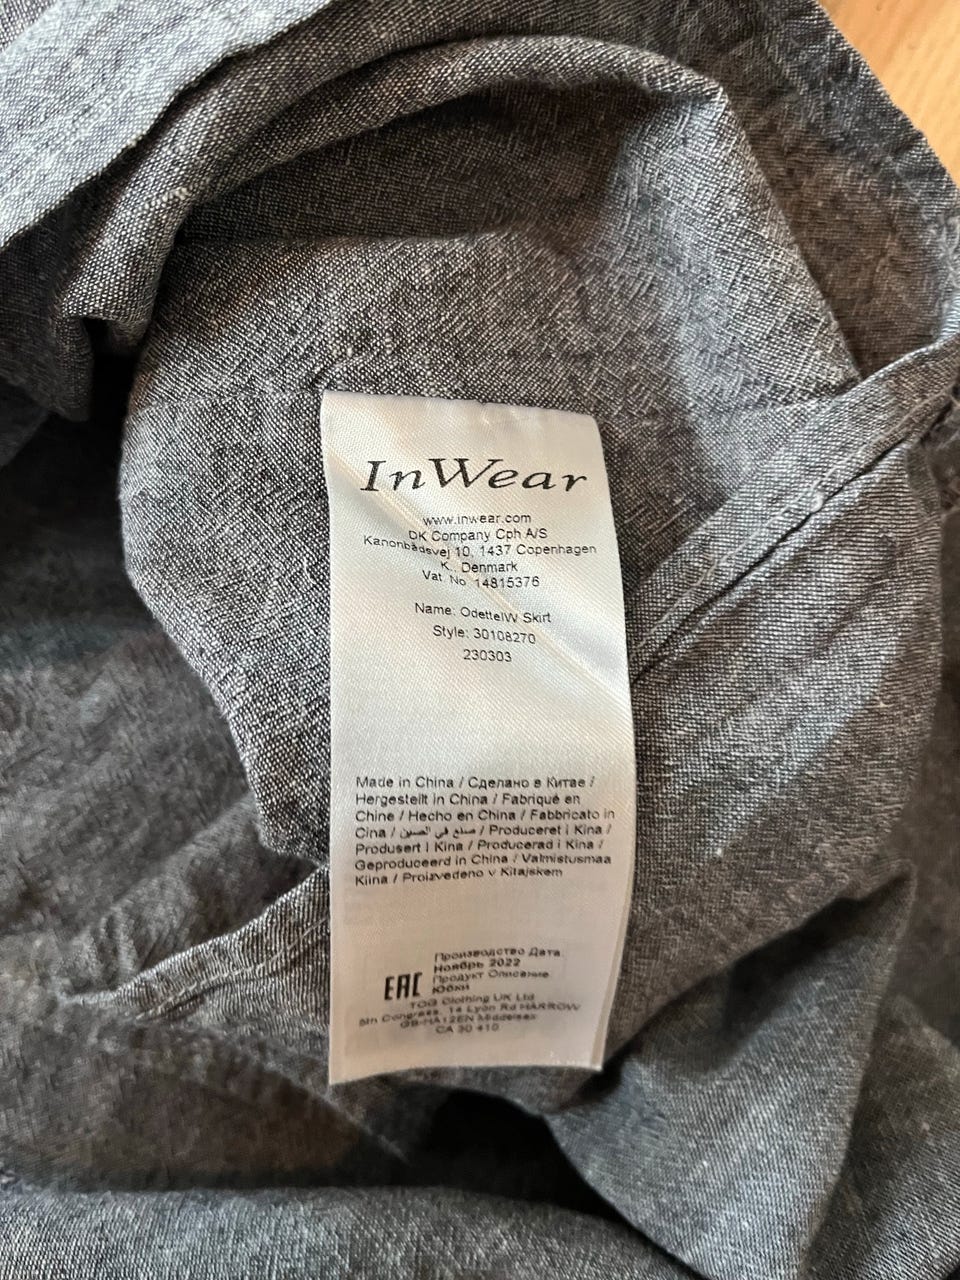 InWear
www.inwear.com
DK Company Cph A/S
Kanonbådsvej 10, 1437 Copenhagen
K., Denmark
Vat. No. 14815376
Name: OdetteIW Skirt
Style: 30108270
230303
Made in China / Сделано в Китае /
Hergestellt in China / Fabriqué en
Chine / Hecho en China / Fabbricato in
Cina / صنع في الصين / Produceret i Kina /
Produsert i Kina / Producerad i Kina /
Geproduceerd in China / Valmistusmaa
Kiina / Proizvedeno v Kitajskem
EAC
Производство Дата
Ноябрь 2022
Продукт Описание
Юбки
TOG Clothing UK Ltd
5th Congress, 14 Lyon Rd HARROW
GB-HA12EN Middelsex
CA 30 410